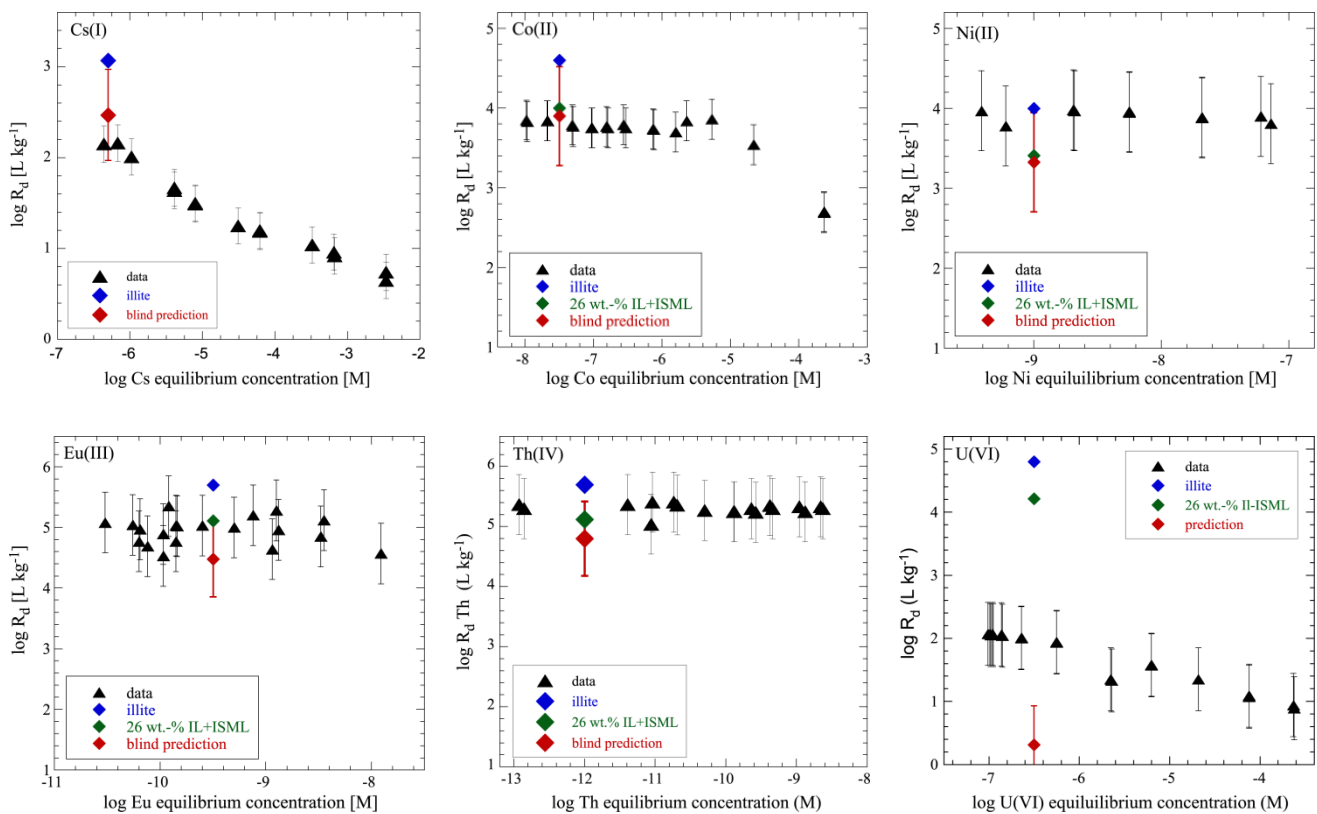 Cs(I)
log R_d [L kg⁻¹]
3
2
1
0
data
illite
blind prediction
-7 -6 -5 -4 -3 -2
log Cs equilibrium concentration [M]
Co(II)
log R_d [L kg⁻¹]
5
4
3
2
1
data
illite
26 wt.-% IL+ISML
blind prediction
-8 -7 -6 -5 -4 -3
log Co equilibrium concentration [M]
Ni(II)
log R_d [L kg⁻¹]
5
4
3
2
1
data
illite
26 wt.-% IL+ISML
blind prediction
-9 -8 -7
log Ni equiluilibrium concentration [M]
Eu(III)
log R_d [L kg⁻¹]
6
5
4
3
2
1
data
illite
26 wt.-% IL+ISML
blind prediction
-11 -10 -9 -8
log Eu equilibrium concentration [M]
Th(IV)
log R_d Th (L kg⁻¹)
6
5
4
3
2
1
data
illite
26 wt.% IL+ISML
blind prediction
-13 -12 -11 -10 -9 -8
log Th equilibrium concentration (M)
U(VI)
log R_d (L kg⁻¹)
5
4
3
2
1
0
data
illite
26 wt.-% Il-ISML
prediction
-7 -6 -5 -4
log U(VI) equiluilibrium concentration (M)